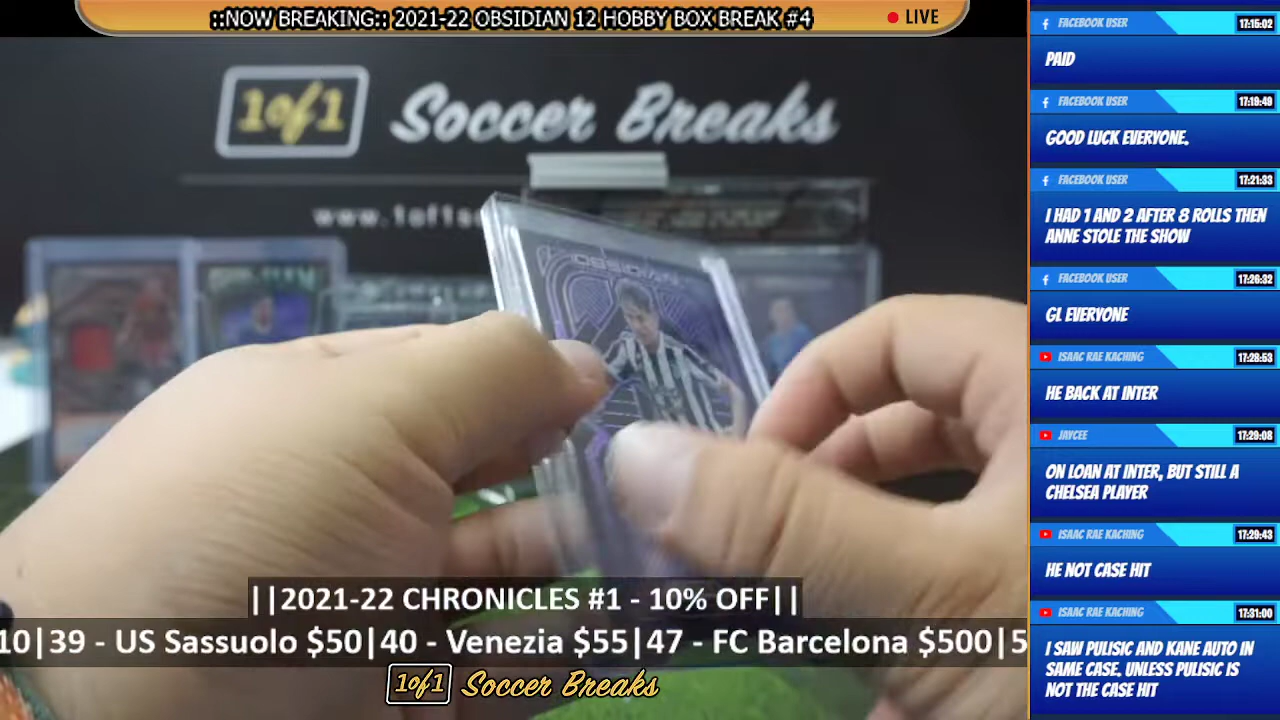 ::NOW BREAKING:: 2021-22 OBSIDIAN 12 HOBBY BOX BREAK #4
LIVE
1of1 Soccer Breaks
www.1of1s
OBSIDIAN
||2021-22 CHRONICLES #1 - 10% OFF||
10|39 - US Sassuolo $50|40 - Venezia $55|47 - FC Barcelona $500|5
1of1 Soccer Breaks
FACEBOOK USER 17:15:02
PAID
FACEBOOK USER 17:19:49
GOOD LUCK EVERYONE.
FACEBOOK USER 17:21:33
I HAD 1 AND 2 AFTER 8 ROLLS THEN
ANNE STOLE THE SHOW
FACEBOOK USER 17:26:32
GL EVERYONE
ISAAC RAE KACHING 17:28:53
HE BACK AT INTER
JAYCEE 17:29:08
ON LOAN AT INTER, BUT STILL A
CHELSEA PLAYER
ISAAC RAE KACHING 17:29:43
HE NOT CASE HIT
ISAAC RAE KACHING 17:31:00
I SAW PULISIC AND KANE AUTO IN
SAME CASE. UNLESS PULISIC IS
NOT THE CASE HIT